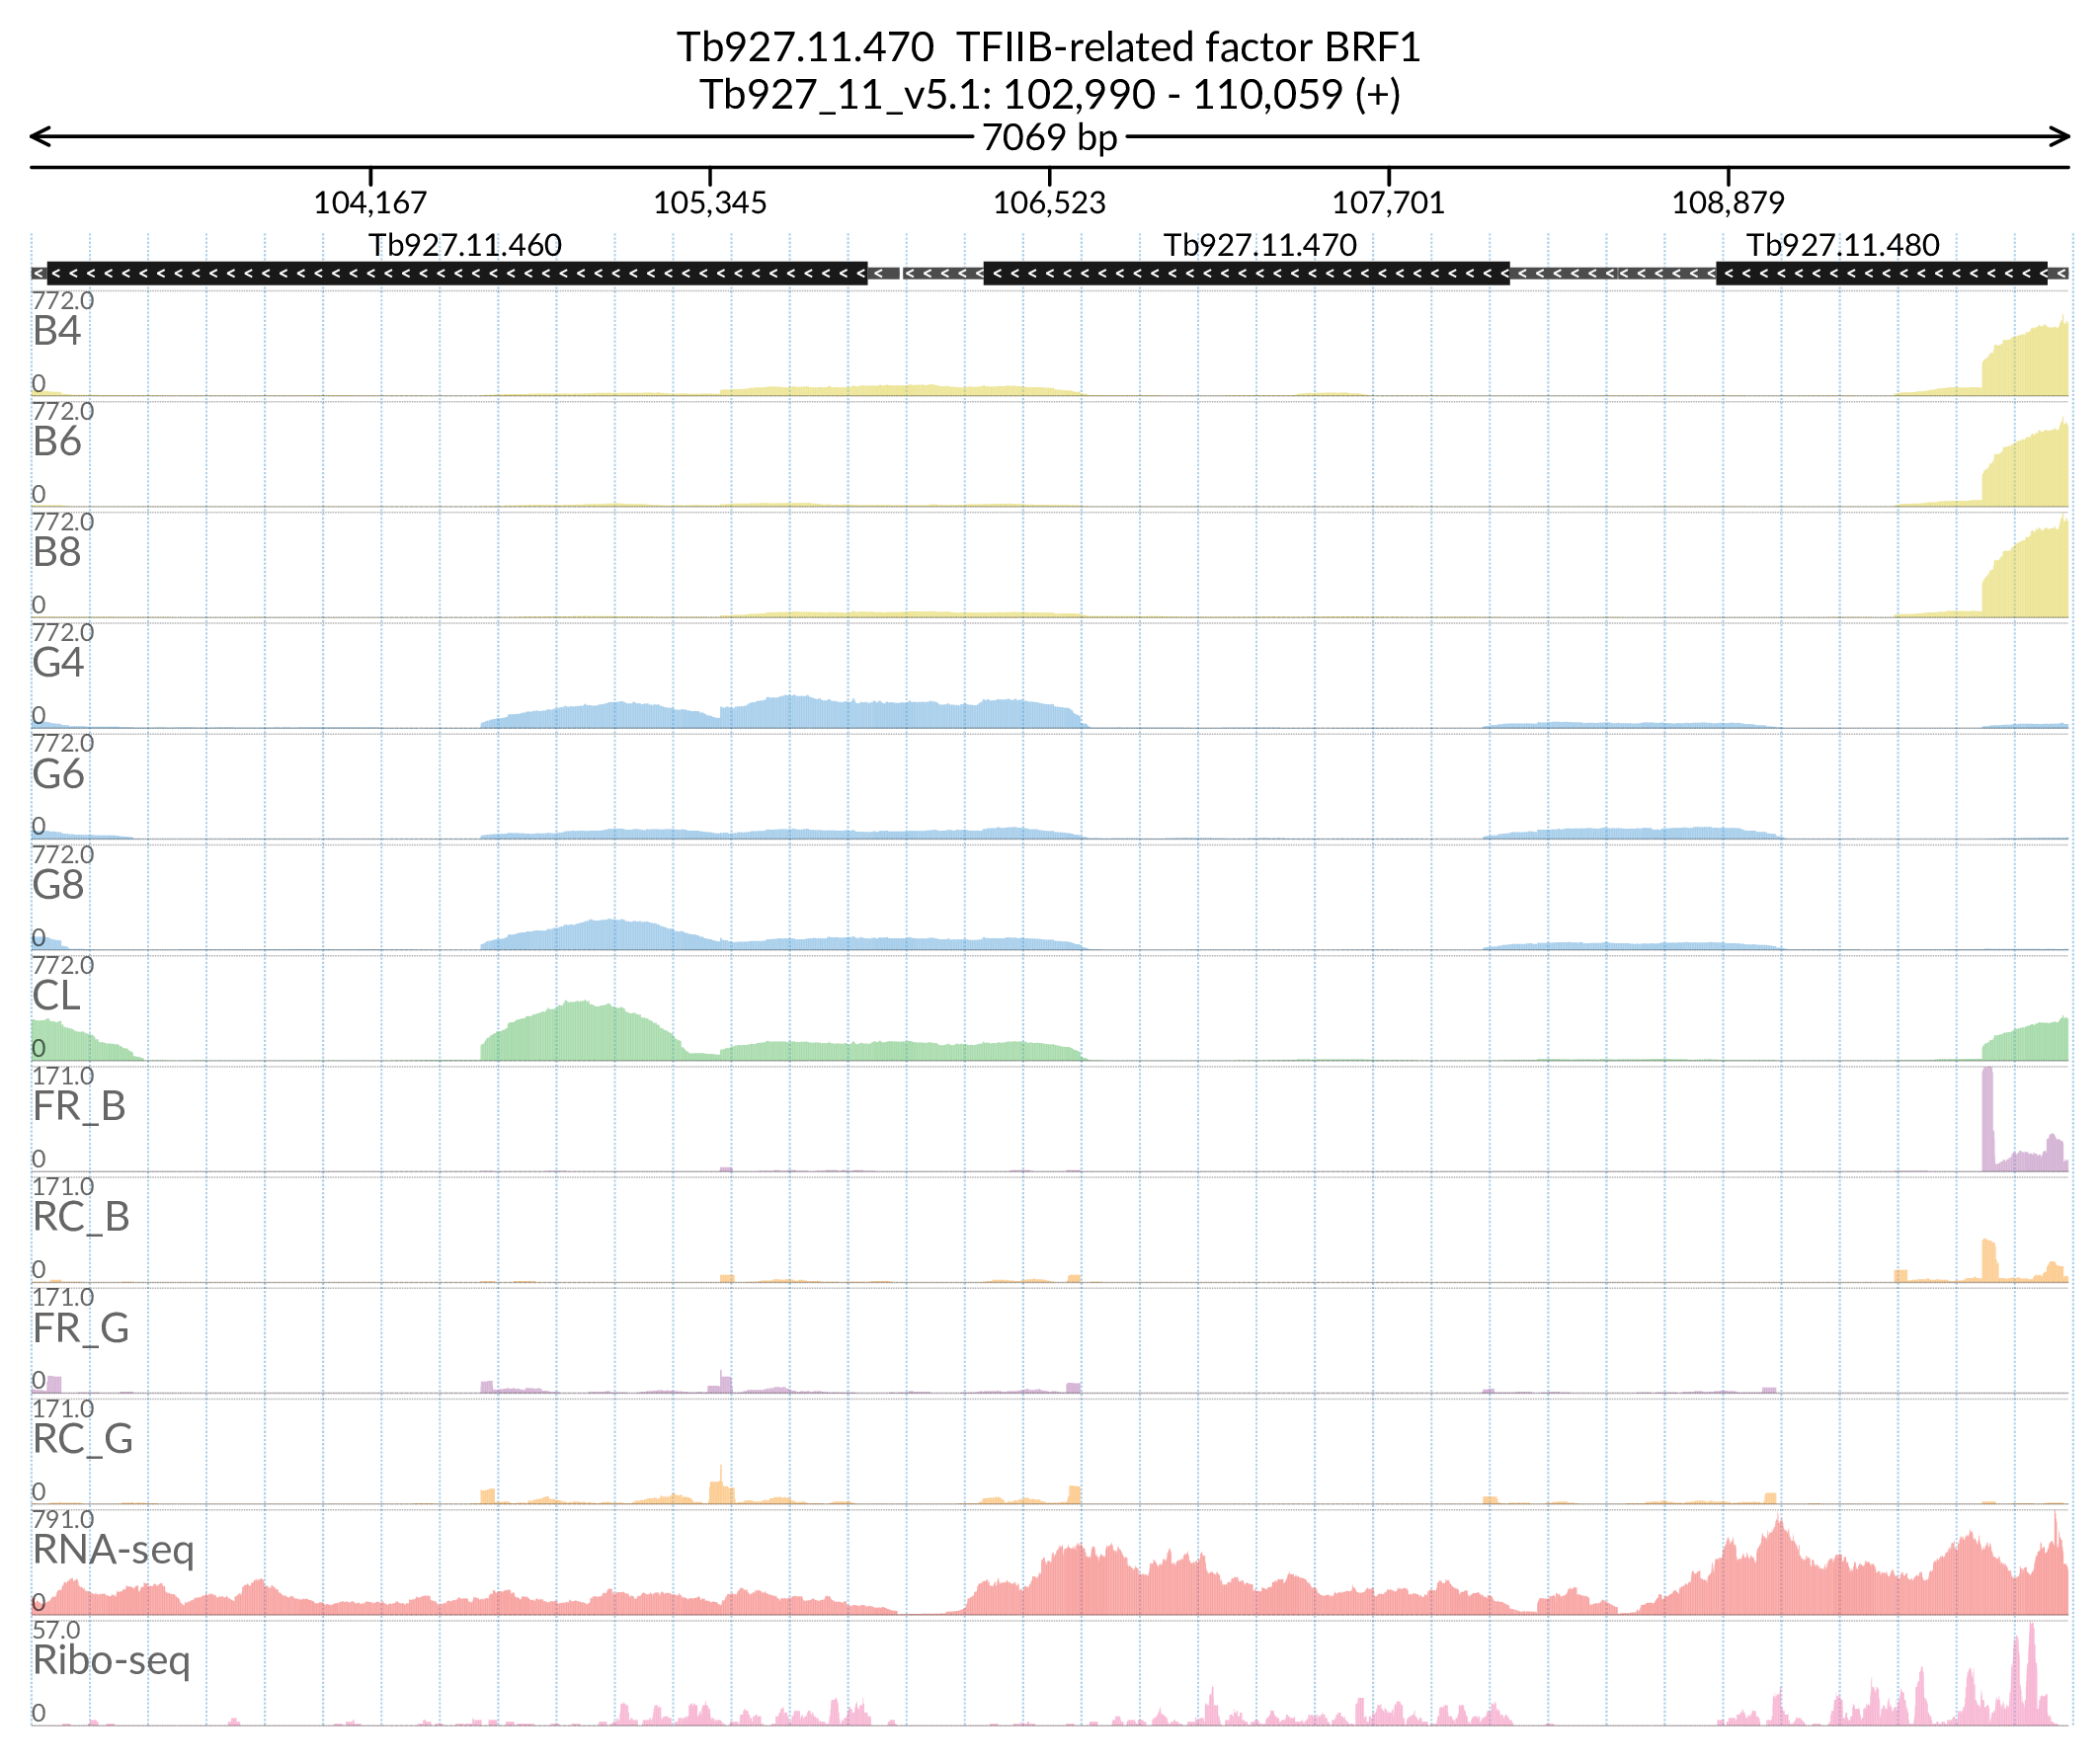 Tb927.11.470  TFIIB-related factor BRF1
Tb927_11_v5.1: 102,990 - 110,059 (+)
7069 bp
104,167 105,345 106,523 107,701 108,879
Tb927.11.460 Tb927.11.470 Tb927.11.480
772.0
B4
0
772.0
B6
0
772.0
B8
0
772.0
G4
0
772.0
G6
0
772.0
G8
0
772.0
CL
0
171.0
FR_B
0
171.0
RC_B
0
171.0
FR_G
0
171.0
RC_G
0
791.0
RNA-seq
0
57.0
Ribo-seq
0